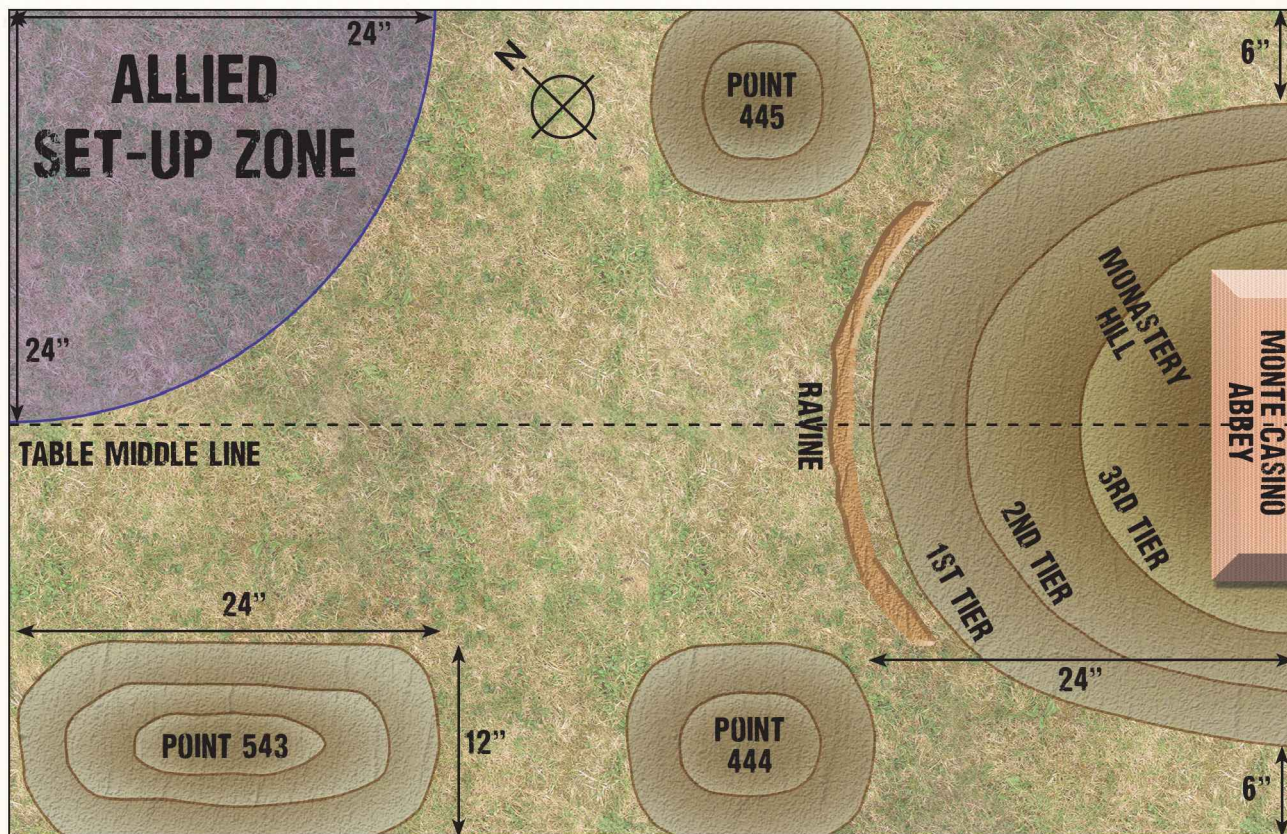 24”
ALLIED
SET-UP ZONE
24”
N
POINT
445
6”
MONASTERY
HILL
MONTE CASINO
ABBEY
RAVINE
TABLE MIDDLE LINE
3RD TIER
2ND TIER
1ST TIER
24”
12”
POINT 543
POINT
444
24”
6”